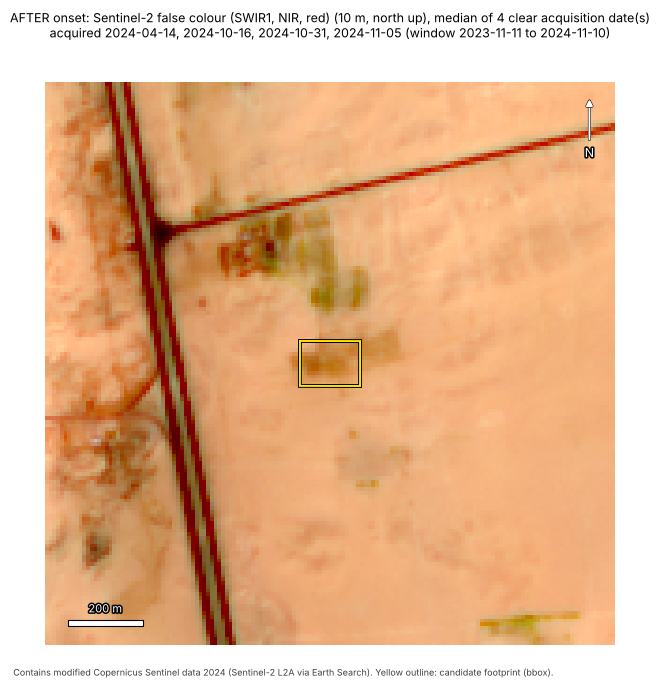 AFTER onset: Sentinel-2 false colour (SWIR1, NIR, red) (10 m, north up), median of 4 clear acquisition date(s)
acquired 2024-04-14, 2024-10-16, 2024-10-31, 2024-11-05 (window 2023-11-11 to 2024-11-10)
N
200 m
Contains modified Copernicus Sentinel data 2024 (Sentinel-2 L2A via Earth Search). Yellow outline: candidate footprint (bbox).